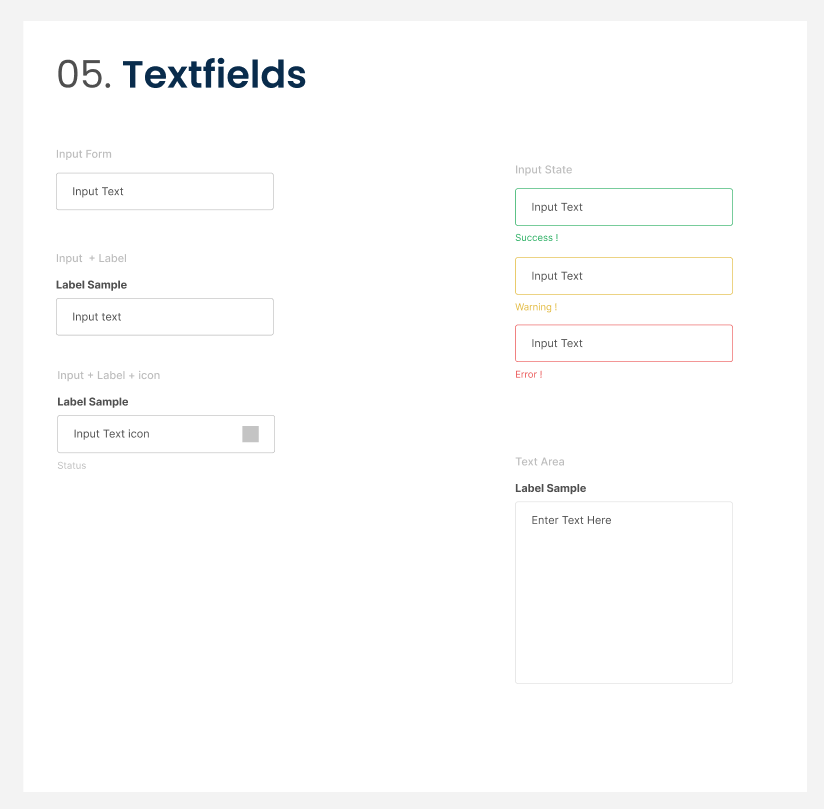 05. Textfields
Input Form
Input Text
Input + Label
Label Sample
Input text
Input + Label + icon
Label Sample
Input Text icon
Status
Input State
Input Text
Success !
Input Text
Warning !
Input Text
Error !
Text Area
Label Sample
Enter Text Here